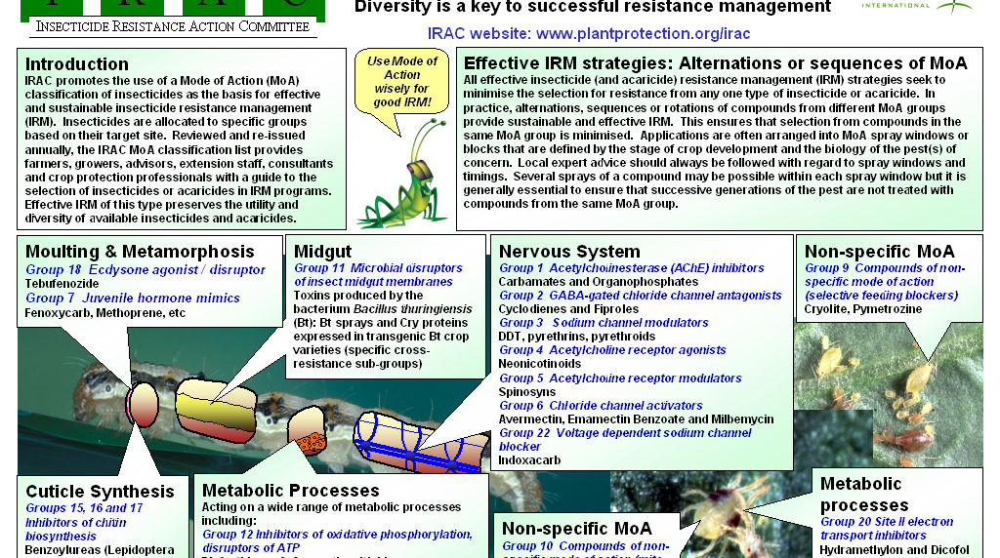 I R A C
INSECTICIDE RESISTANCE ACTION COMMITTEE
Diversity is a key to successful resistance management
IRAC website: www.plantprotection.org/irac
INTERNATIONAL
Introduction
IRAC promotes the use of a Mode of Action (MoA)
classification of insecticides as the basis for effective
and sustainable insecticide resistance management
(IRM). Insecticides are allocated to specific groups
based on their target site. Reviewed and re-issued
annually, the IRAC MoA classification list provides
farmers, growers, advisors, extension staff, consultants
and crop protection professionals with a guide to the
selection of insecticides or acaricides in IRM programs.
Effective IRM of this type preserves the utility and
diversity of available insecticides and acaricides.
Use Mode of
Action
wisely for
good IRM!
Effective IRM strategies: Alternations or sequences of MoA
All effective insecticide (and acaricide) resistance management (IRM) strategies seek to
minimise the selection for resistance from any one type of insecticide or acaricide. In
practice, alternations, sequences or rotations of compounds from different MoA groups
provide sustainable and effective IRM. This ensures that selection from compounds in the
same MoA group is minimised. Applications are often arranged into MoA spray windows or
blocks that are defined by the stage of crop development and the biology of the pest(s) of
concern. Local expert advice should always be followed with regard to spray windows and
timings. Several sprays of a compound may be possible within each spray window but it is
generally essential to ensure that successive generations of the pest are not treated with
compounds from the same MoA group.
Moulting & Metamorphosis
Group 18 Ecdysone agonist / disruptor
Tebufenozide
Group 7 Juvenile hormone mimics
Fenoxycarb, Methoprene, etc
Midgut
Group 11 Microbial disruptors
of insect midgut membranes
Toxins produced by the
bacterium Bacillus thuringiensis
(Bt): Bt sprays and Cry proteins
expressed in transgenic Bt crop
varieties (specific cross-
resistance sub-groups)
Nervous System
Group 1 Acetylcholinesterase (AChE) inhibitors
Carbamates and Organophosphates
Group 2 GABA-gated chloride channel antagonists
Cyclodienes and Fiproles
Group 3 Sodium channel modulators
DDT, pyrethrins, pyrethroids
Group 4 Acetylcholine receptor agonists
Neonicotinoids
Group 5 Acetylcholine receptor modulators
Spinosyns
Group 6 Chloride channel activators
Avermectin, Emamectin Benzoate and Milbemycin
Group 22 Voltage dependent sodium channel
blocker
Indoxacarb
Non-specific MoA
Group 9 Compounds of non-
specific mode of action
(selective feeding blockers)
Cryolite, Pymetrozine
Cuticle Synthesis
Groups 15, 16 and 17
Inhibitors of chitin
biosynthesis
Benzoylureas (Lepidoptera
Metabolic Processes
Acting on a wide range of metabolic processes
including:
Group 12 Inhibitors of oxidative phosphorylation,
disruptors of ATP
Non-specific MoA
Group 10 Compounds of non-
specific mode of action (mite
Metabolic
processes
Group 20 Site II electron
transport inhibitors
Hydramethylon and Dicofol